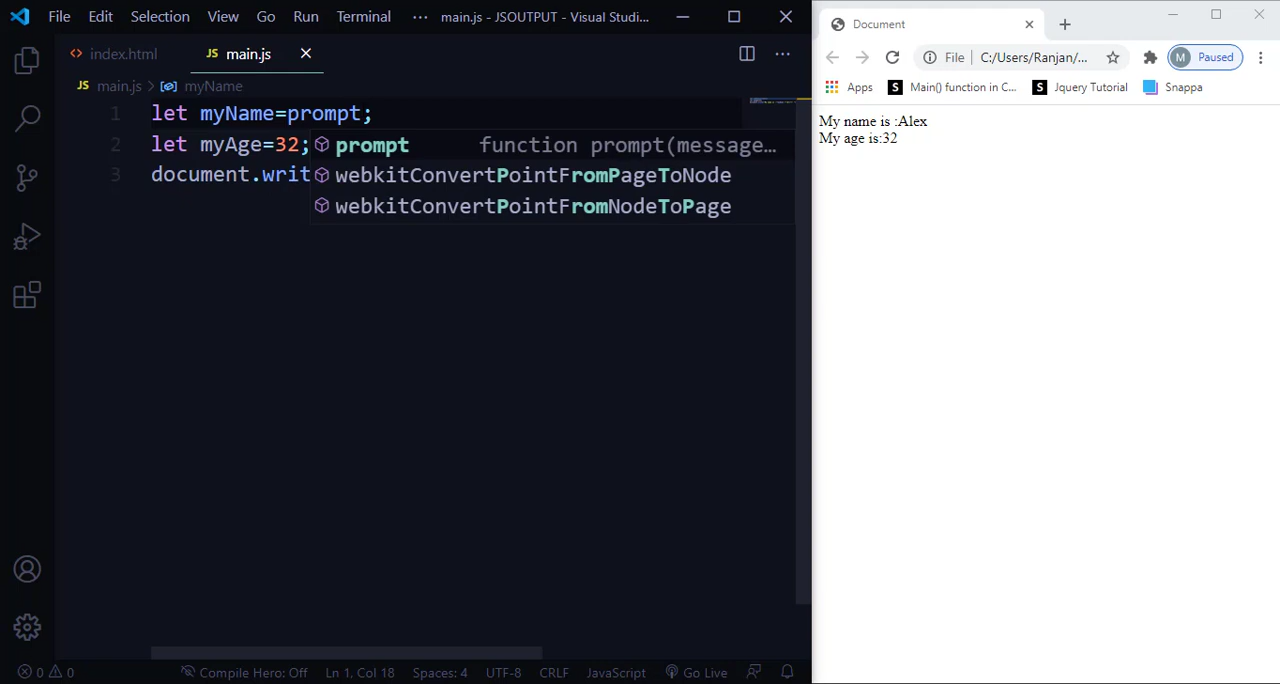 File Edit Selection View Go Run Terminal ··· main.js - JSOUTPUT - Visual Studi...
index.html JS main.js
JS main.js > myName
1 let myName=prompt;
2 let myAge=32;
3 document.writ
prompt function prompt(message…
webkitConvertPointFromPageToNode
webkitConvertPointFromNodeToPage
0 0 Compile Hero: Off Ln 1, Col 18 Spaces: 4 UTF-8 CRLF JavaScript Go Live
Document
File C:/Users/Ranjan/... M Paused
Apps S Main() function in C... S Jquery Tutorial Snappa
My name is :Alex
My age is:32